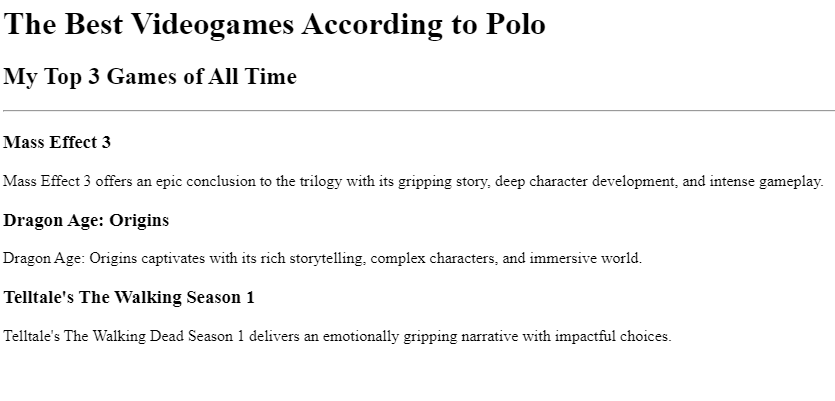 The Best Videogames According to Polo
My Top 3 Games of All Time
Mass Effect 3
Mass Effect 3 offers an epic conclusion to the trilogy with its gripping story, deep character development, and intense gameplay.
Dragon Age: Origins
Dragon Age: Origins captivates with its rich storytelling, complex characters, and immersive world.
Telltale's The Walking Season 1
Telltale's The Walking Dead Season 1 delivers an emotionally gripping narrative with impactful choices.